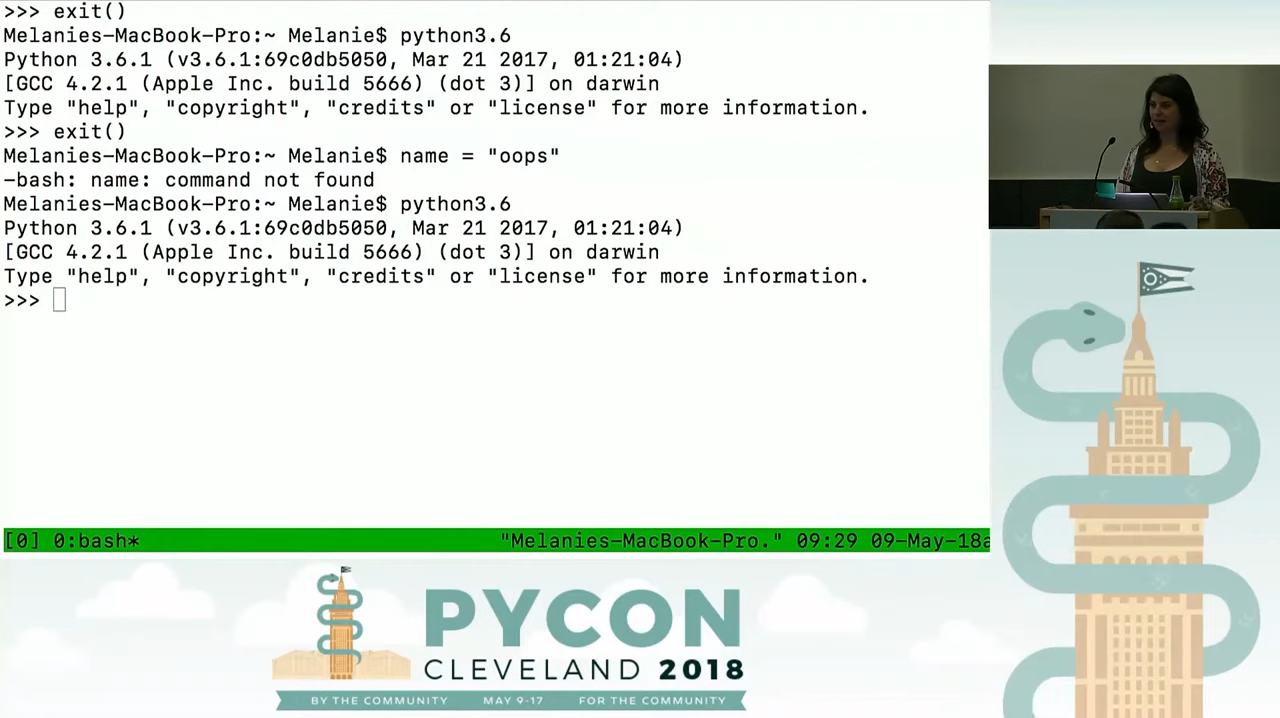 >>> exit()
Melanies-MacBook-Pro:~ Melanie$ python3.6
Python 3.6.1 (v3.6.1:69c0db5050, Mar 21 2017, 01:21:04)
[GCC 4.2.1 (Apple Inc. build 5666) (dot 3)] on darwin
Type "help", "copyright", "credits" or "license" for more information.
>>> exit()
Melanies-MacBook-Pro:~ Melanie$ name = "oops"
-bash: name: command not found
Melanies-MacBook-Pro:~ Melanie$ python3.6
Python 3.6.1 (v3.6.1:69c0db5050, Mar 21 2017, 01:21:04)
[GCC 4.2.1 (Apple Inc. build 5666) (dot 3)] on darwin
Type "help", "copyright", "credits" or "license" for more information.
>>>
[0] 0:bash* "Melanies-MacBook-Pro." 09:29 09-May-18
PYCON
CLEVELAND 2018
BY THE COMMUNITY MAY 9-17 FOR THE COMMUNITY